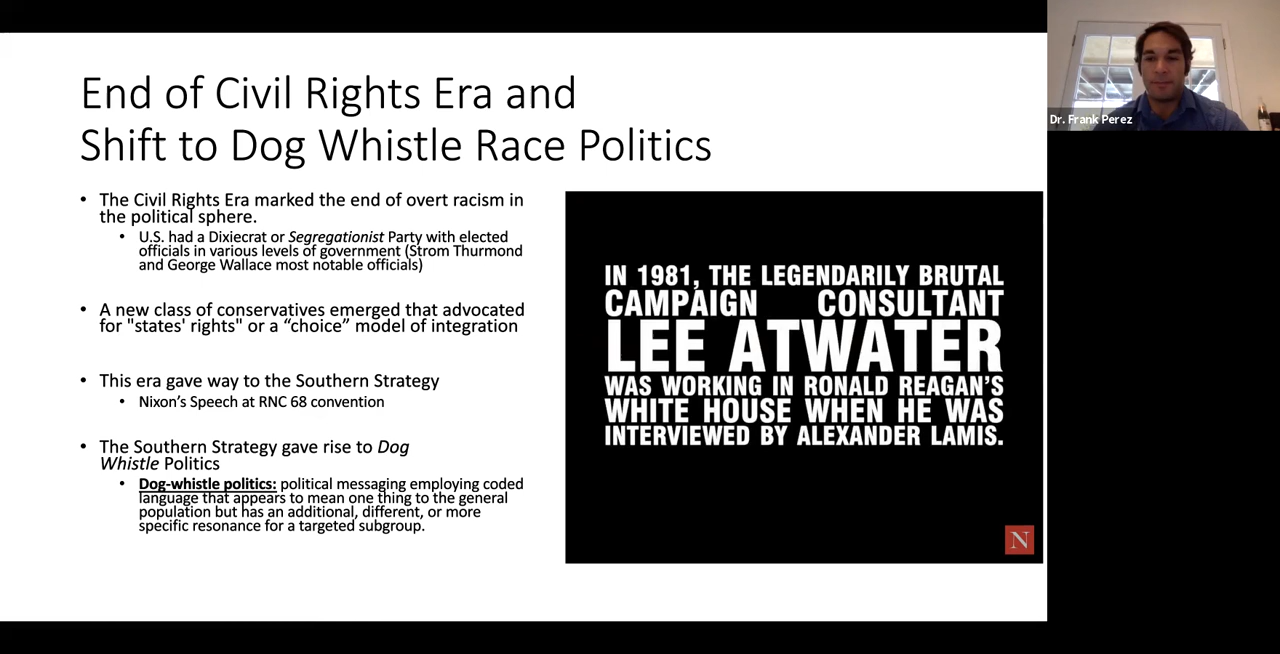 End of Civil Rights Era and
Shift to Dog Whistle Race Politics
• The Civil Rights Era marked the end of overt racism in
the political sphere.
• U.S. had a Dixiecrat or Segregationist Party with elected
officials in various levels of government (Strom Thurmond
and George Wallace most notable officials)
• A new class of conservatives emerged that advocated
for "states' rights" or a “choice” model of integration
• This era gave way to the Southern Strategy
• Nixon’s Speech at RNC 68 convention
• The Southern Strategy gave rise to Dog
Whistle Politics
• Dog-whistle politics: political messaging employing coded
language that appears to mean one thing to the general
population but has an additional, different, or more
specific resonance for a targeted subgroup.
IN 1981, THE LEGENDARILY BRUTAL
CAMPAIGN CONSULTANT
LEE ATWATER
WAS WORKING IN RONALD REAGAN’S
WHITE HOUSE WHEN HE WAS
INTERVIEWED BY ALEXANDER LAMIS.
N
Dr. Frank Perez